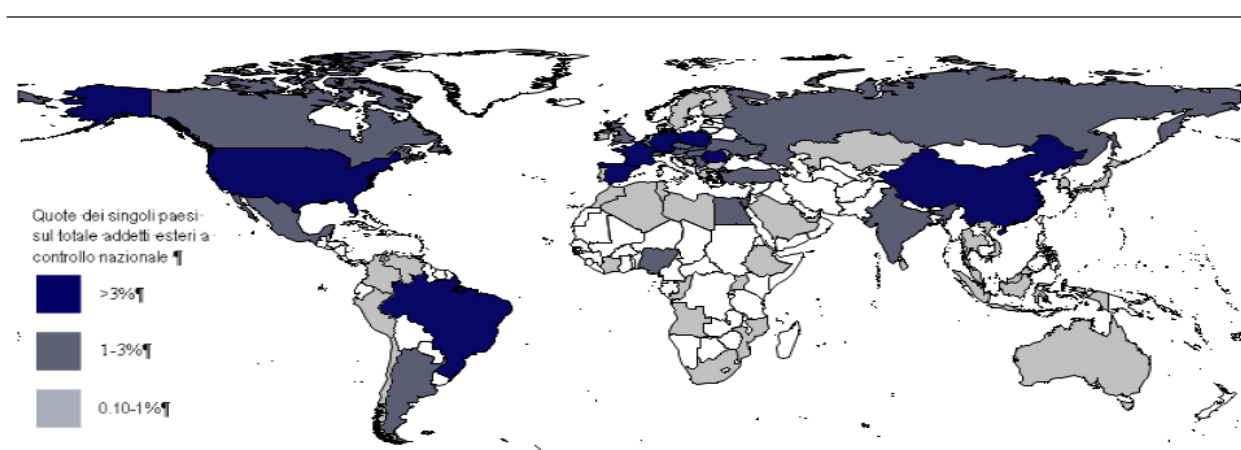 Quote dei singoli paesi
sul totale addetti esteri a
controllo nazionale ¶
>3%¶
1-3%¶
0.10-1%¶